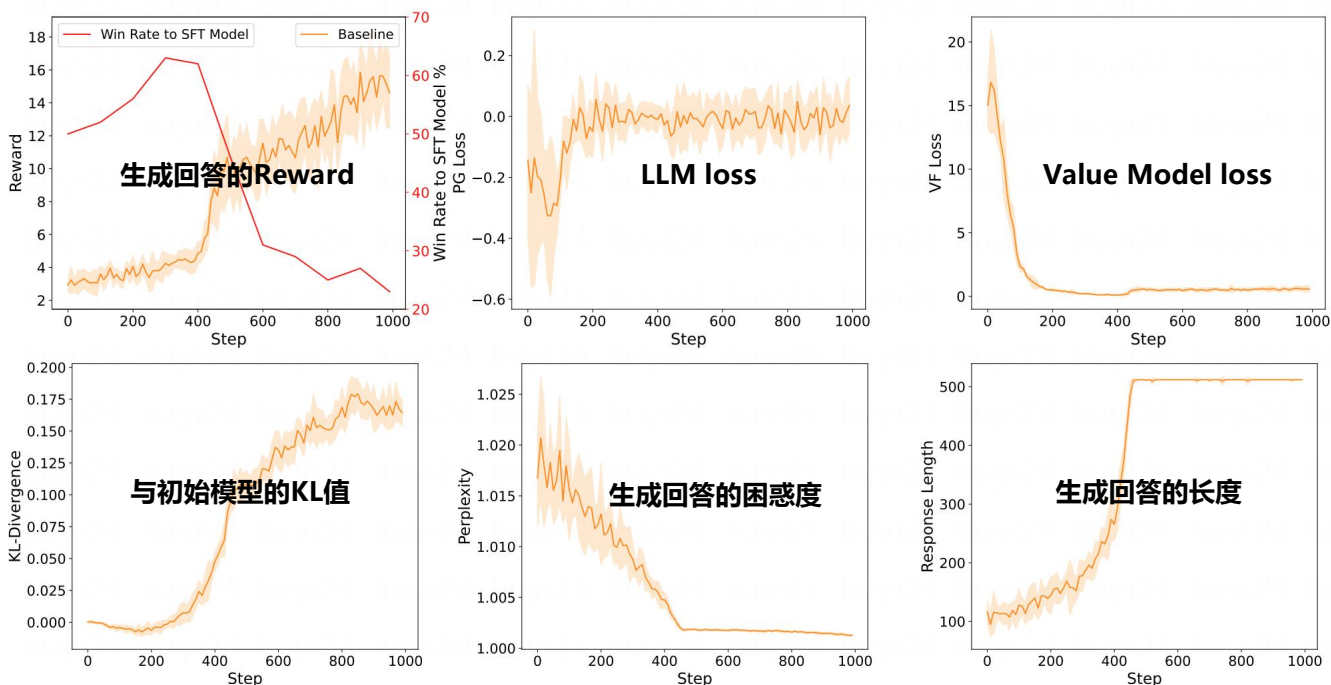 Win Rate to SFT Model
Baseline
18
16
14
12
10
8
6
4
2
Reward
70
60
50
40
30
20
Win Rate to SFT Model %
生成回答的Reward
0 200 400 600 800 1000
Step
0.2
0.0
−0.2
−0.4
−0.6
PG Loss
LLM loss
0 200 400 600 800 1000
Step
20
15
10
5
0
VF Loss
Value Model loss
0 200 400 600 800 1000
Step
0.200
0.175
0.150
0.125
0.100
0.075
0.050
0.025
0.000
KL-Divergence
与初始模型的KL值
0 200 400 600 800 1000
Step
1.025
1.020
1.015
1.010
1.005
1.000
Perplexity
生成回答的困惑度
0 200 400 600 800 1000
Step
500
400
300
200
100
Response Length
生成回答的长度
0 200 400 600 800 1000
Step